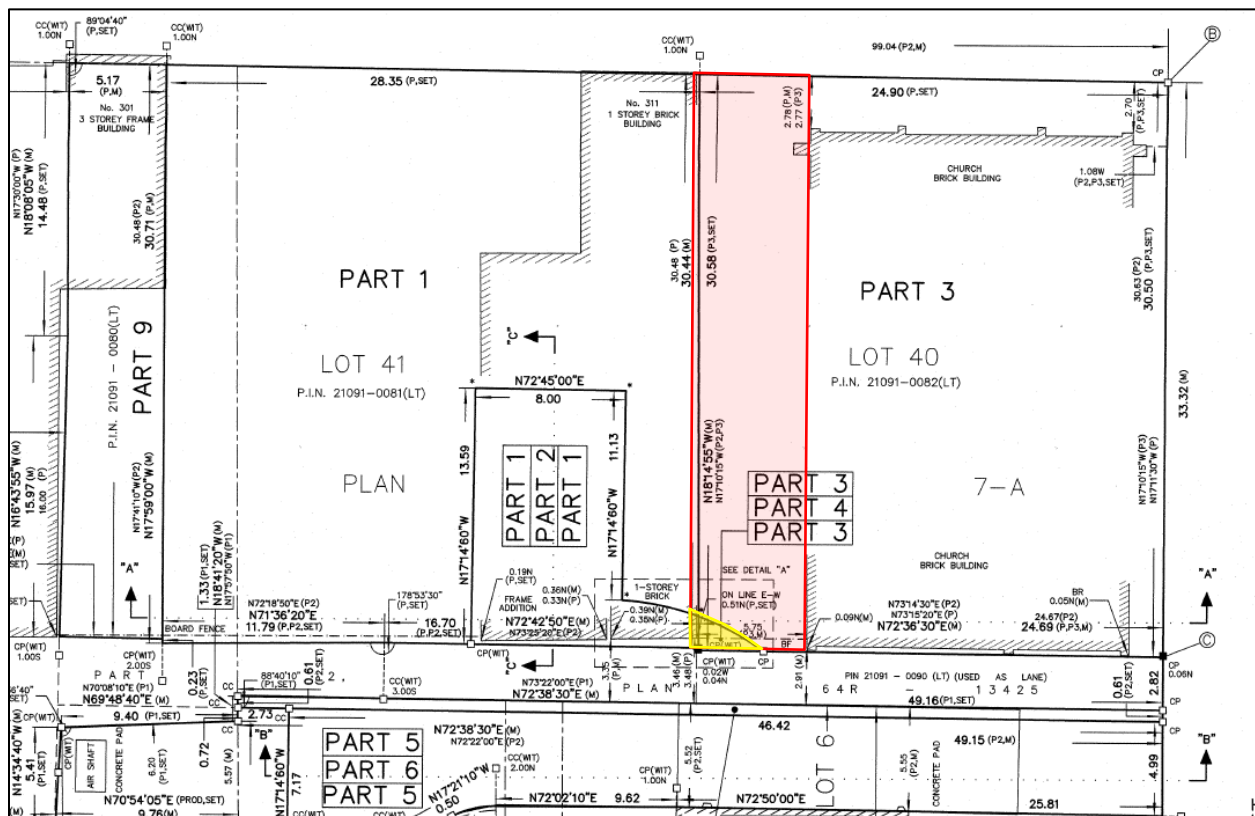 89°04'40"
(P,SET)
CC(WIT)
1.00N
CC(WIT)
1.00N
CC(WIT)
1.00N
99.04 (P2,M)
B
CP
5.17
(P,M)
28.35 (P,SET)
24.90 (P,SET)
No. 301
3 STOREY FRAME
BUILDING
No. 311
1 STOREY BRICK
BUILDING
2.78 (P,M)
2.77 (P3)
2.70
(P,P3,SET)
1.08W
(P2,P3,SET)
CHURCH
BRICK BUILDING
N17°30'00"W (P)
N18°08'05"W (M)
14.48 (P,SET)
30.48 (P2)
30.71 (P,M)
30.48 (P)
30.44 (M)
30.58 (P3,SET)
30.63 (P2)
30.50 (P,P3,SET)
33.32 (M)
PART 1
PART 3
LOT 41
P.I.N. 21091-0081(LT)
LOT 40
P.I.N. 21091-0082(LT)
PART 9
P.I.N. 21091 - 0080(LT)
"C"
N72°45'00"E
8.00
13.59
11.13
N17°14'60"W
N17°14'60"W
PART 1
PART 2
PART 1
PLAN
7-A
N16°43'55"W (M)
15.97 (M)
16.00 (P)
N17°41'10"W (P2)
N17°59'00"W (M)
N18°14'55"W (M)
N17°10'15"W (P2,P3)
N17°10'15"W (P,P3)
N17°11'30"W (P)
PART 3
PART 4
PART 3
SEE DETAIL "A"
ON LINE E-W
0.51N(P,SET)
1-STOREY
BRICK
CHURCH
BRICK BUILDING
BR
0.05N(M)
"A"
"A"
1.33 (P1,SET)
N18°41'20"W (M)
N17°57'50"W (P1)
178°53'30"
(P,SET)
0.19N
(P,SET)
FRAME
ADDITION
0.36N(M)
0.33N(P)
0.39N(M)
0.38N(P)
N72°18'50"E (P2)
N71°36'20"E
11.79 (P,P2,SET)
BOARD FENCE
16.70
(P,P2,SET)
N72°42'50"E (M)
N73°25'20"E (P2)
5.75
BF
0.09N(M)
N73°14'30"E (P2)
N73°15'20"E (P)
N72°36'30"E (M)
24.67(P2)
24.69 (P,P3,M)
C
CP
0.06N
CP(WIT)
1.00S
CP(WIT)
2.00S
CP(WIT)
"C"
CP(WIT)
0.02W
0.04N
CP
PART
2,
PLAN
64R - 13425
PIN 21091 - 0090 (LT) (USED AS LANE)
0.23
(P,SET)
88°40'10"
(P1,SET)
0.61
(P2,SET)
CC
CC(WIT)
3.00S
N73°22'00"E (P1)
N72°38'30"E (M)
3.35
(P,M)
3.46 (M)
3.48(P)
2.91 (M)
49.16(P1,SET)
0.61
(P2,SET)
2.82
N70°08'10"E (P1)
N69°48'40"E (M)
9.40 (P1,SET)
2.73
CC
CC
0.72
"B"
N72°38'30"E (M)
N72°22'00"E (P2)
46.42
49.15 (P2,M)
4.99
"B"
PART 5
PART 6
PART 5
N14°34'40"W (M)
5.41
(P1,SET)
CP(WIT)
CP(WIT)
AIR SHAFT
CONCRETE PAD
6.20
(P1,SET)
5.57 (M)
N17°14'60"W
7.17
N17°21'10"W
0.50
CC(WIT)
2.00N
CP(WIT)
1.00N
5.52
(P2,SET)
LOT 6
5.55
(P2,M)
CONCRETE PAD
N70°54'05"E (PROD,SET)
9.76(M)
N72°02'10"E
9.62
N72°50'00"E
25.81
CC(WIT)
CC(WIT)